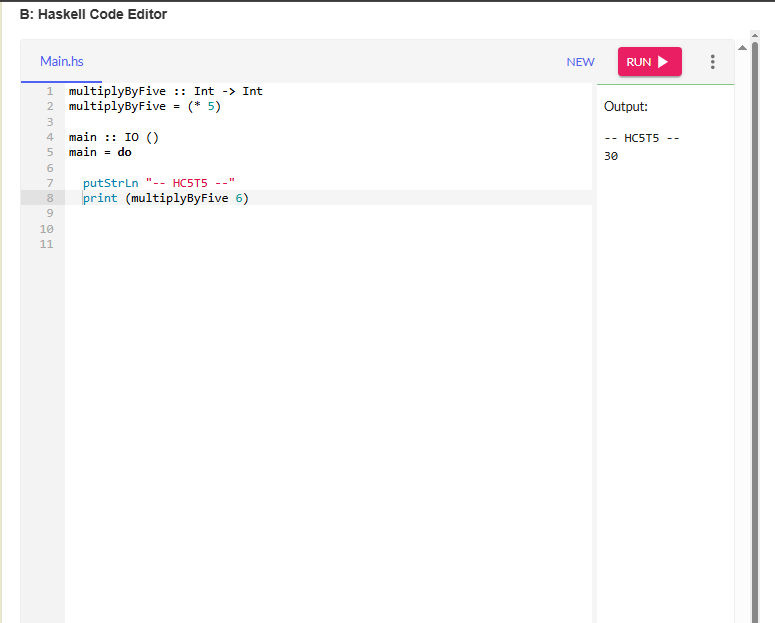 B: Haskell Code Editor
Main.hs NEW RUN
1 multiplyByFive :: Int -> Int
2 multiplyByFive = (* 5)
3
4 main :: IO ()
5 main = do
6
7   putStrLn "-- HC5T5 --"
8   print (multiplyByFive 6)
9
10
11
Output:
-- HC5T5 --
30